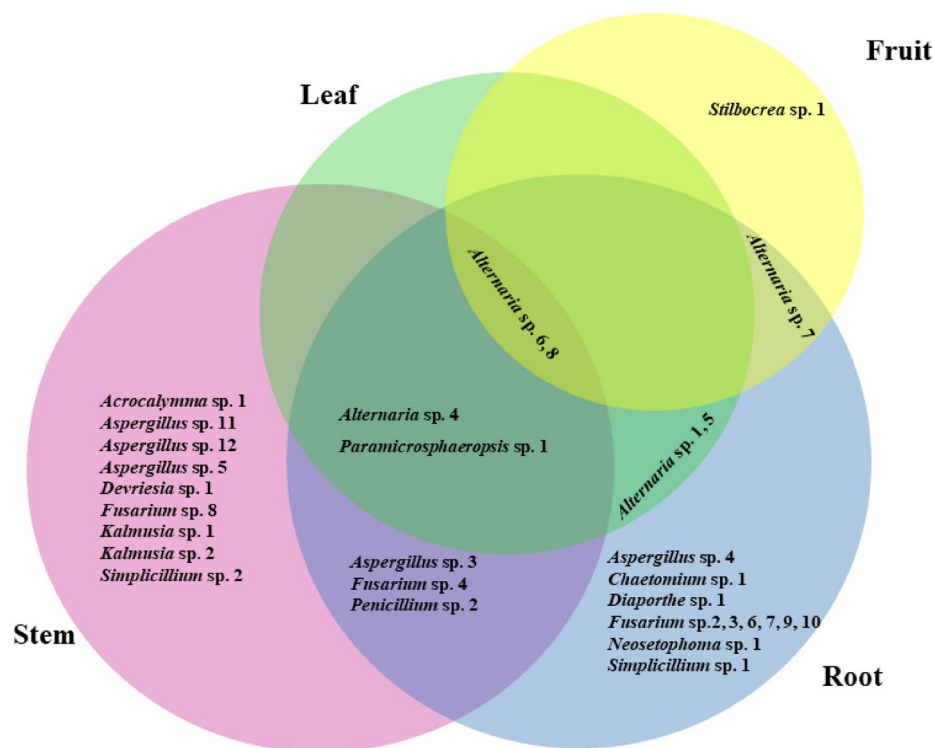 Fruit
Leaf
Stilbocrea sp. 1
Alternaria sp. 6, 8
Alternaria sp. 7
Acrocalymma sp. 1
Aspergillus sp. 11
Aspergillus sp. 12
Aspergillus sp. 5
Devriesia sp. 1
Fusarium sp. 8
Kalmusia sp. 1
Kalmusia sp. 2
Simplicillium sp. 2
Alternaria sp. 4
Paramicrosphaeropsis sp. 1
Alternaria sp. 1, 5
Aspergillus sp. 3
Fusarium sp. 4
Penicillium sp. 2
Aspergillus sp. 4
Chaetomium sp. 1
Diaporthe sp. 1
Fusarium sp.2, 3, 6, 7, 9, 10
Neosetophoma sp. 1
Simplicillium sp. 1
Stem
Root